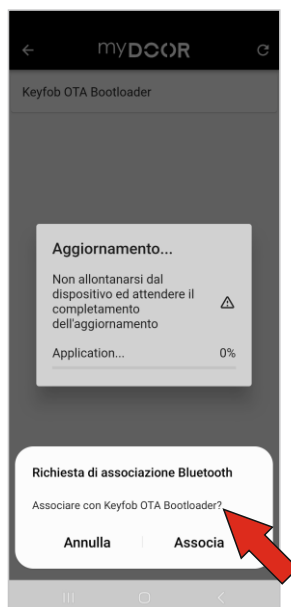 myDOOR
Keyfob OTA Bootloader
Aggiornamento...
Non allontanarsi dal
dispositivo ed attendere il
completamento
dell'aggiornamento
Application... 0%
Richiesta di associazione Bluetooth
Associare con Keyfob OTA Bootloader?
Annulla Associa